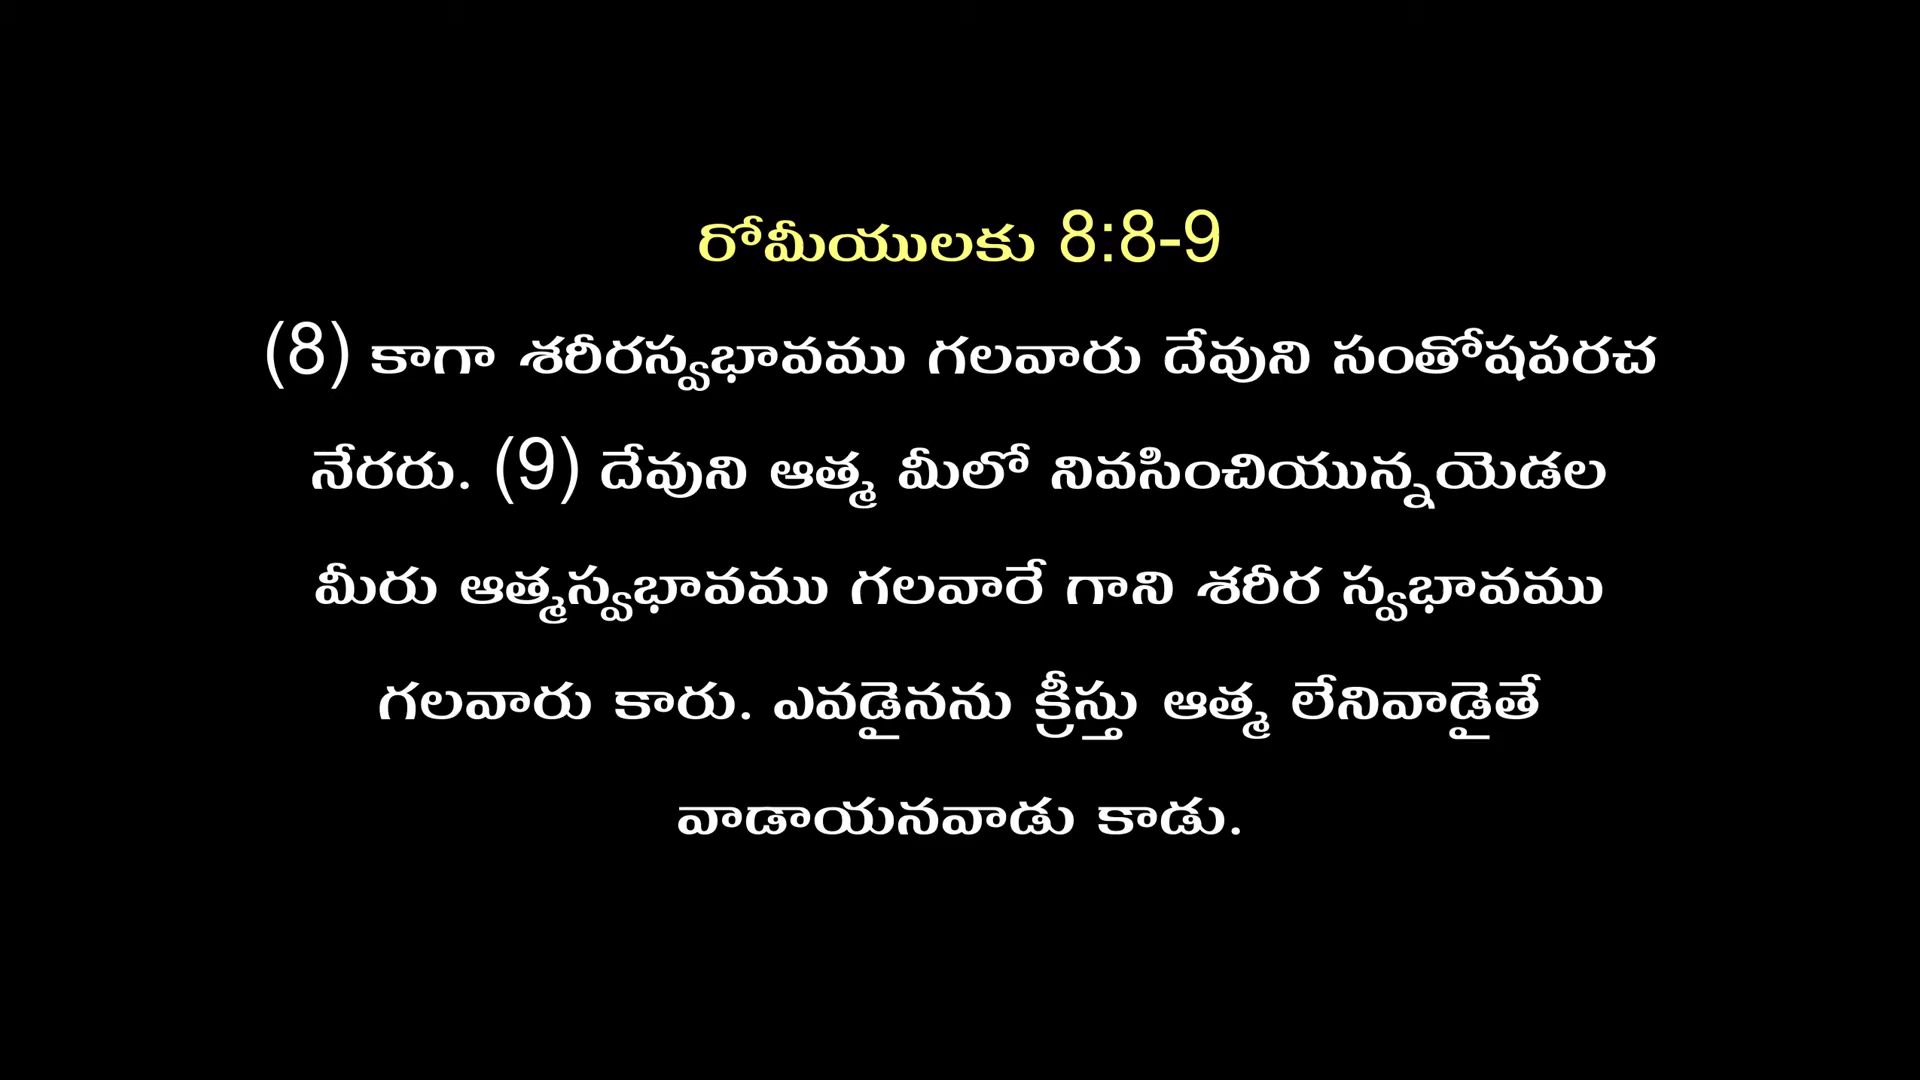 రోమీయులకు 8:8-9
(8) కాగా శరీరస్వభావము గలవారు దేవుని సంతోషపరచ
నేరరు. (9) దేవుని ఆత్మ మీలో నివసించియున్నయెడల
మీరు ఆత్మస్వభావము గలవారే గాని శరీర స్వభావము
గలవారు కారు. ఎవడైనను క్రీస్తు ఆత్మ లేనివాడైతే
వాడాయనవాడు కాడు.